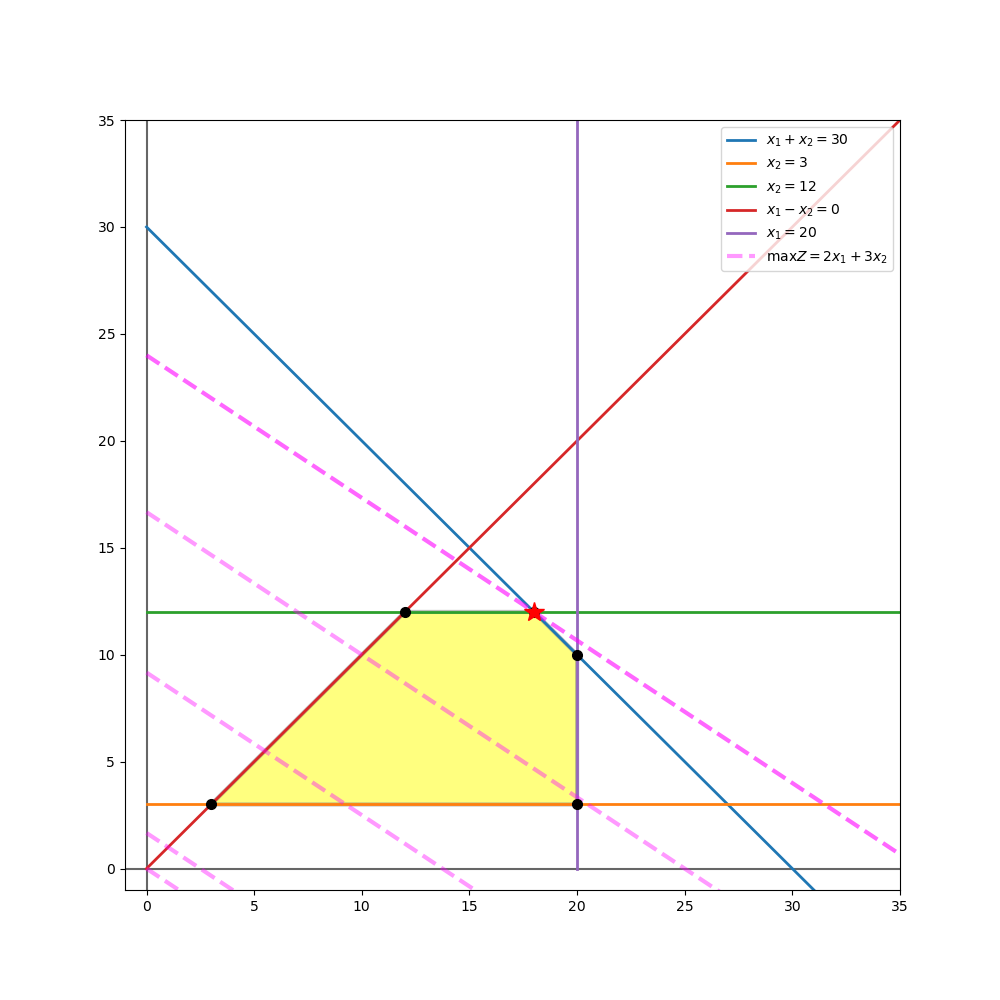 35
30
25
20
15
10
5
0
0 5 10 15 20 25 30 35
x₁ + x₂ = 30
x₂ = 3
x₂ = 12
x₁ − x₂ = 0
x₁ = 20
maxZ = 2x₁ + 3x₂